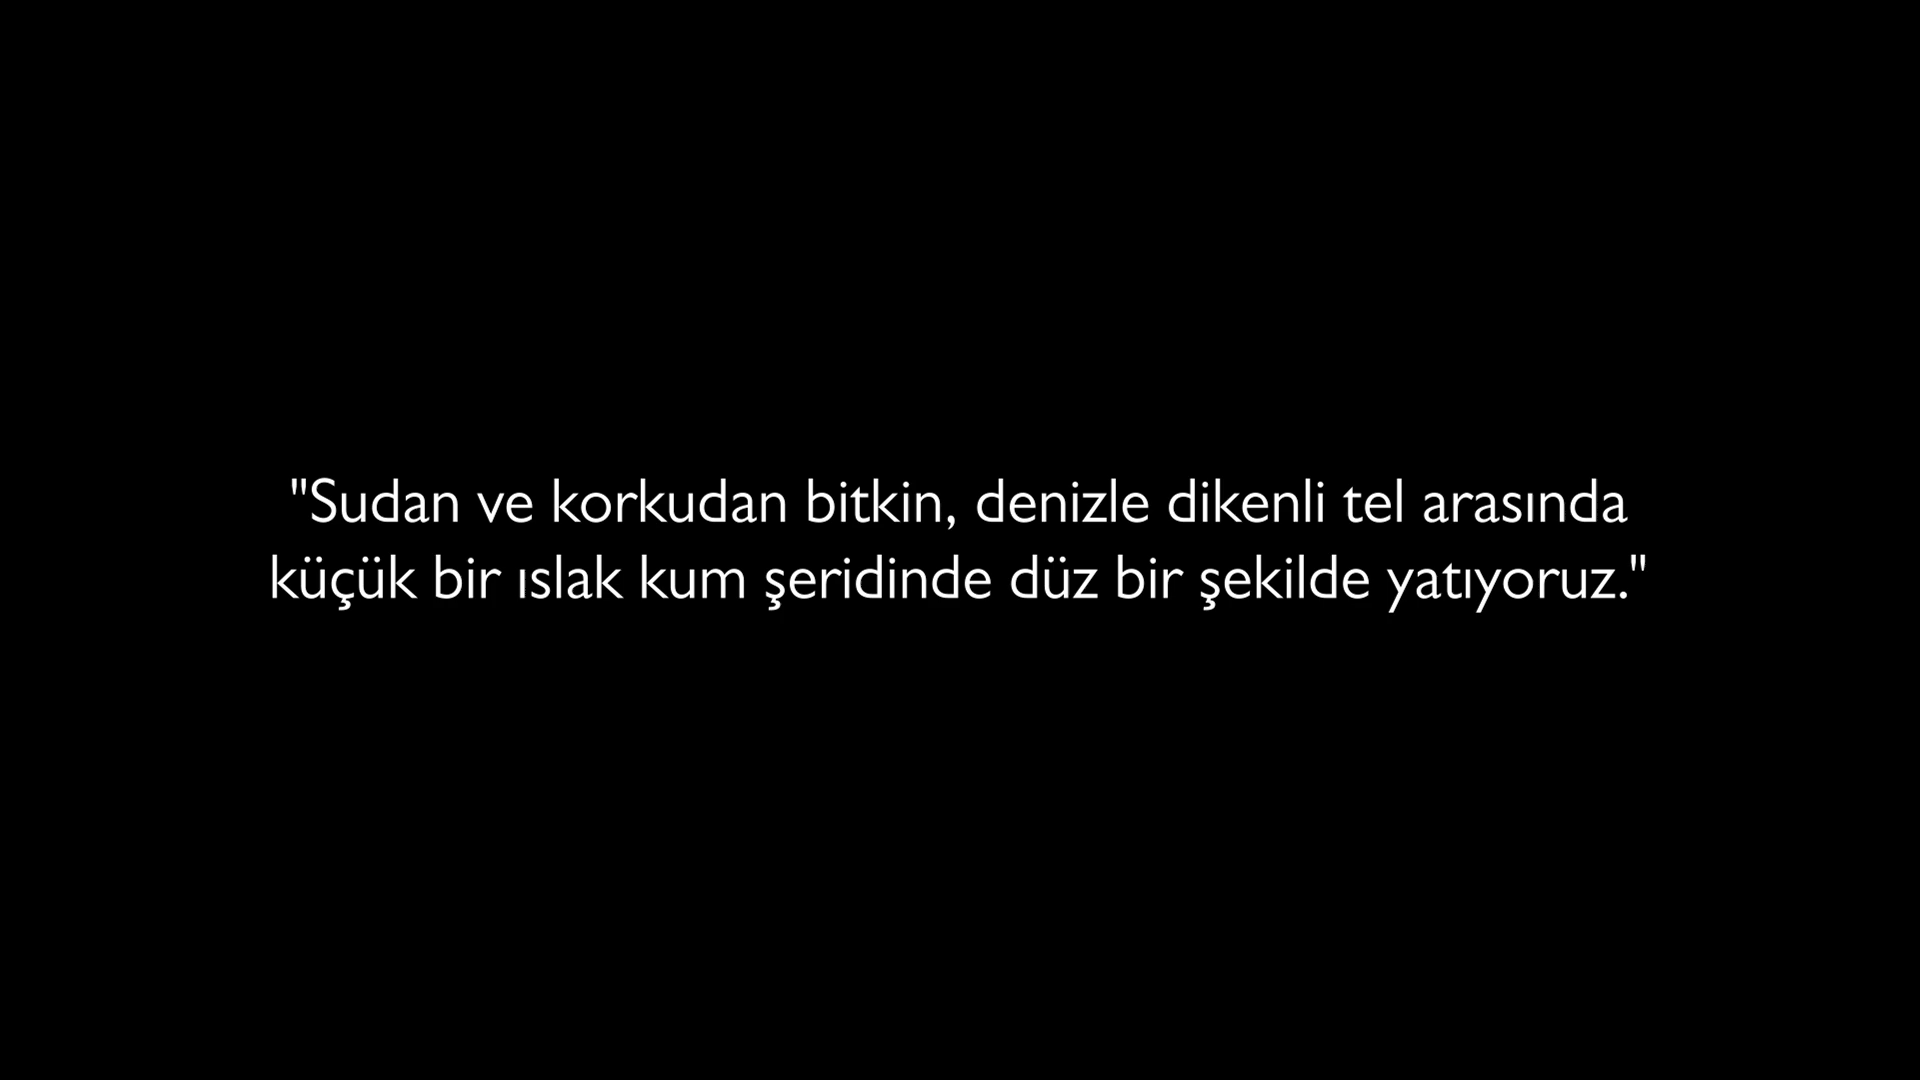 "Sudan ve korkudan bitkin, denizle dikenli tel arasında
küçük bir ıslak kum şeridinde düz bir şekilde yatıyoruz."